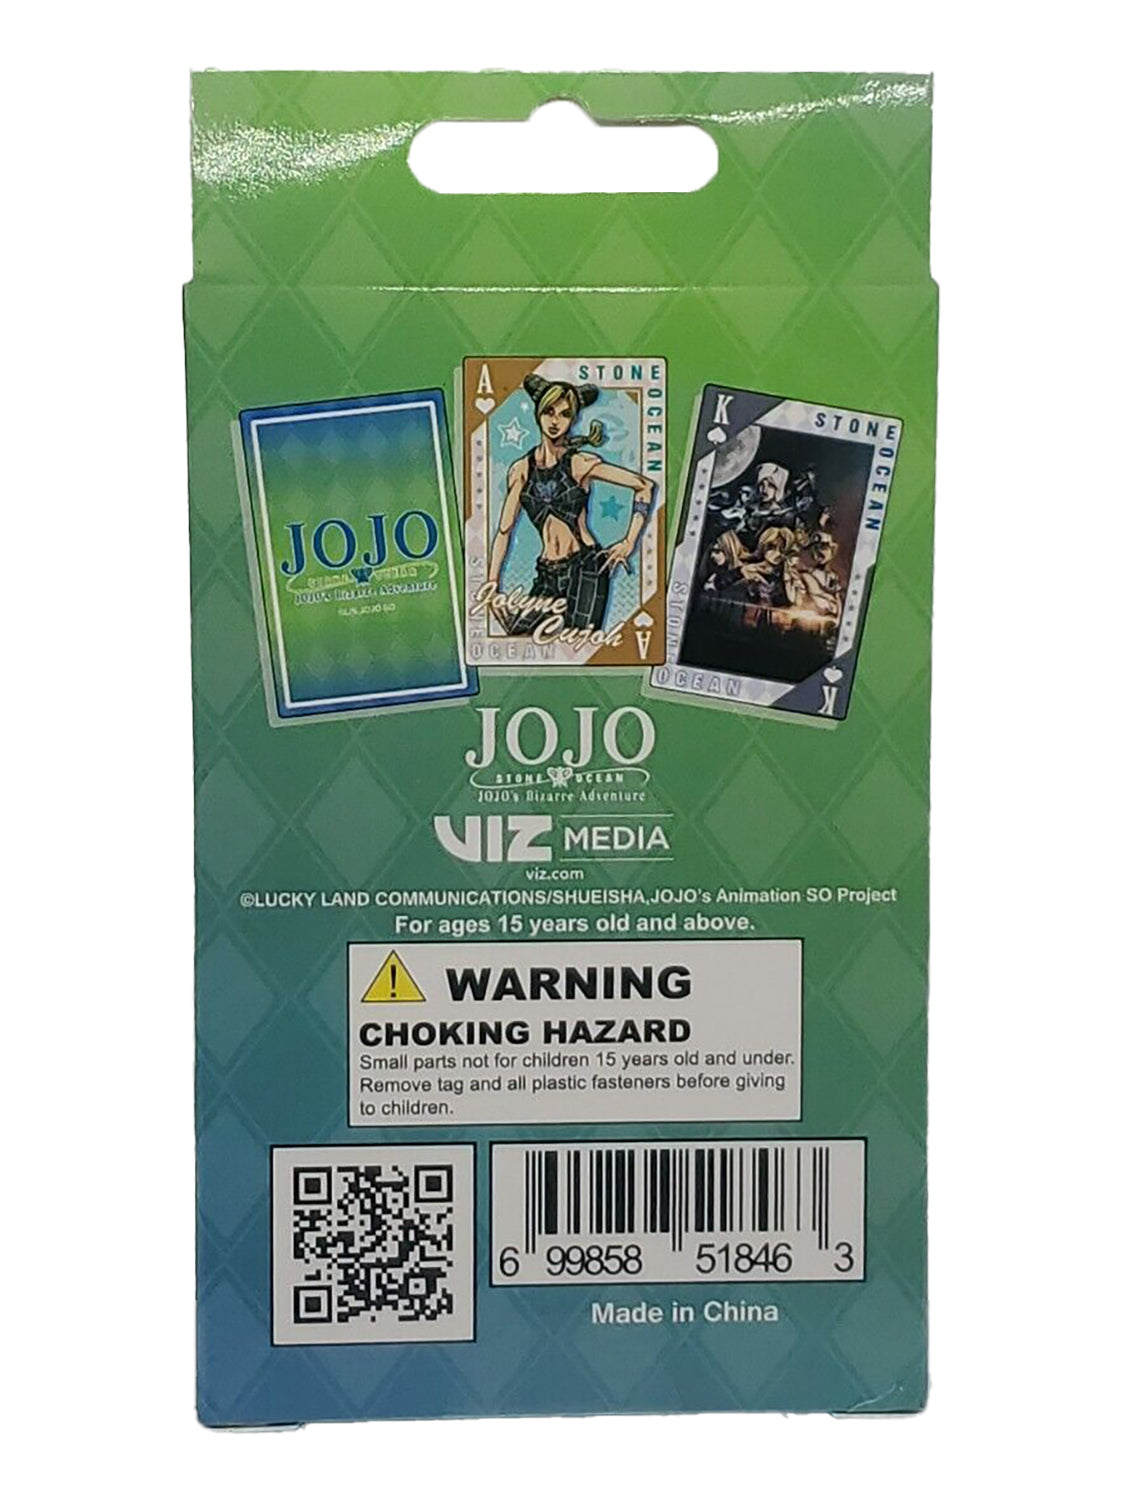 JOJO
STONE OCEAN
JOJO's Bizarre Adventure
A
STONE
OCEAN
Jolyne
Cujoh
STONE
OCEAN
A
K
STONE
OCEAN
STONE
OCEAN
K
JOJO
STONE OCEAN
JOJO's Bizarre Adventure
VIZ MEDIA
viz.com
©LUCKY LAND COMMUNICATIONS/SHUEISHA,JOJO's Animation SO Project
For ages 15 years old and above.
WARNING
CHOKING HAZARD
Small parts not for children 15 years old and under.
Remove tag and all plastic fasteners before giving
to children.
6 99858 51846 3
Made in China